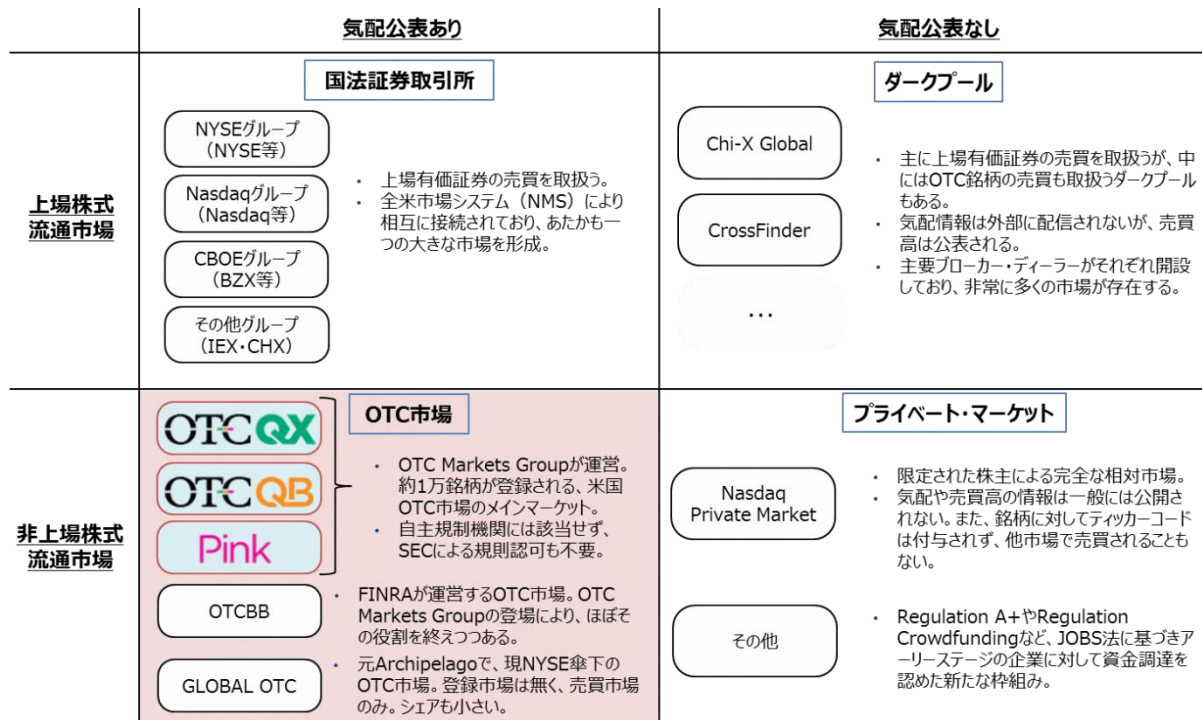 気配公表あり
気配公表なし
上場株式
流通市場
国法証券取引所
NYSEグループ
(NYSE等)
Nasdaqグループ
(Nasdaq等)
CBOEグループ
(BZX等)
その他グループ
(IEX・CHX)
• 上場有価証券の売買を取扱う。
• 全米市場システム(NMS)により
相互に接続されており、あたかも一
つの大きな市場を形成。
ダークプール
Chi-X Global
CrossFinder
・・・
• 主に上場有価証券の売買を取扱うが、中
にはOTC銘柄の売買も取扱うダークプール
もある。
• 気配情報は外部に配信されないが、売買
高は公表される。
• 主要ブローカー・ディーラーがそれぞれ開設
しており、非常に多くの市場が存在する。
非上場株式
流通市場
OTC市場
OTCQX
OTCQB
Pink
• OTC Markets Groupが運営。
約1万銘柄が登録される、米国
OTC市場のメインマーケット。
• 自主規制機関には該当せず、
SECによる規則認可も不要。
OTCBB
• FINRAが運営するOTC市場。OTC
Markets Groupの登場により、ほぼそ
の役割を終えつつある。
GLOBAL OTC
• 元Archipelagoで、現NYSE傘下の
OTC市場。登録市場は無く、売買市場
のみ。シェアも小さい。
プライベート・マーケット
Nasdaq
Private Market
• 限定された株主による完全な相対市場。
• 気配や売買高の情報は一般には公開さ
れない。また、銘柄に対してティッカーコード
は付与されず、他市場で売買されることも
ない。
その他
• Regulation A+やRegulation
Crowdfundingなど、JOBS法に基づきア
ーリーステージの企業に対して資金調達を
認めた新たな枠組み。